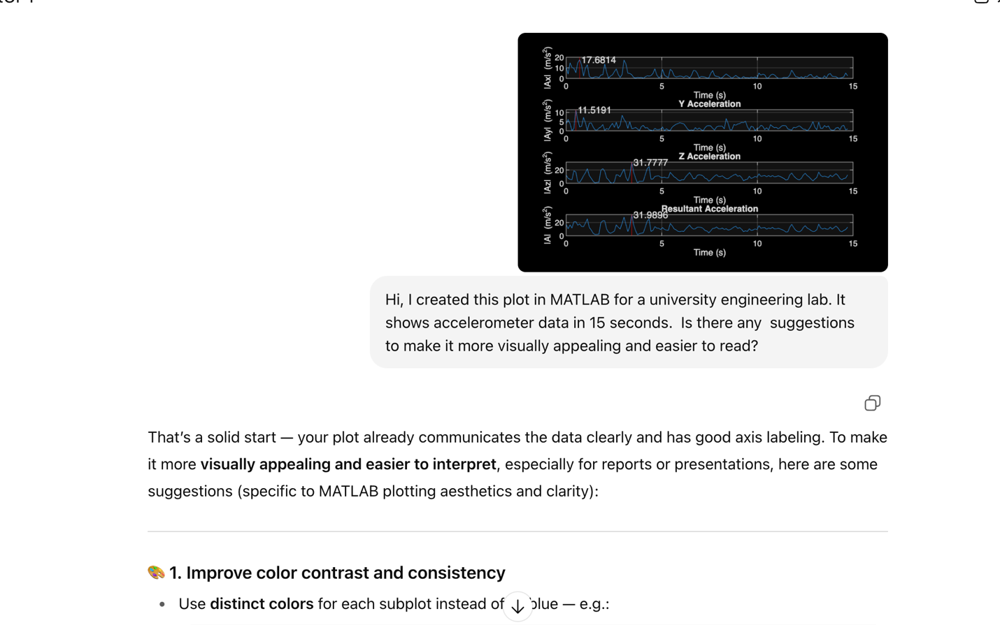 20
10
0
|Ax| (m/s²)
17.6814
0 5 10 15
Time (s)
Y Acceleration
10
5
0
|Ay| (m/s²)
11.5191
0 5 10 15
Time (s)
Z Acceleration
20
0
|Az| (m/s²)
31.7777
0 5 10 15
Time (s)
Resultant Acceleration
20
0
|A| (m/s²)
31.9896
0 5 10 15
Time (s)
Hi, I created this plot in MATLAB for a university engineering lab. It
shows accelerometer data in 15 seconds.  Is there any  suggestions
to make it more visually appealing and easier to read?
That’s a solid start — your plot already communicates the data clearly and has good axis labeling. To make
it more visually appealing and easier to interpret, especially for reports or presentations, here are some
suggestions (specific to MATLAB plotting aesthetics and clarity):
🎨 1. Improve color contrast and consistency
• Use distinct colors for each subplot instead of blue — e.g.: